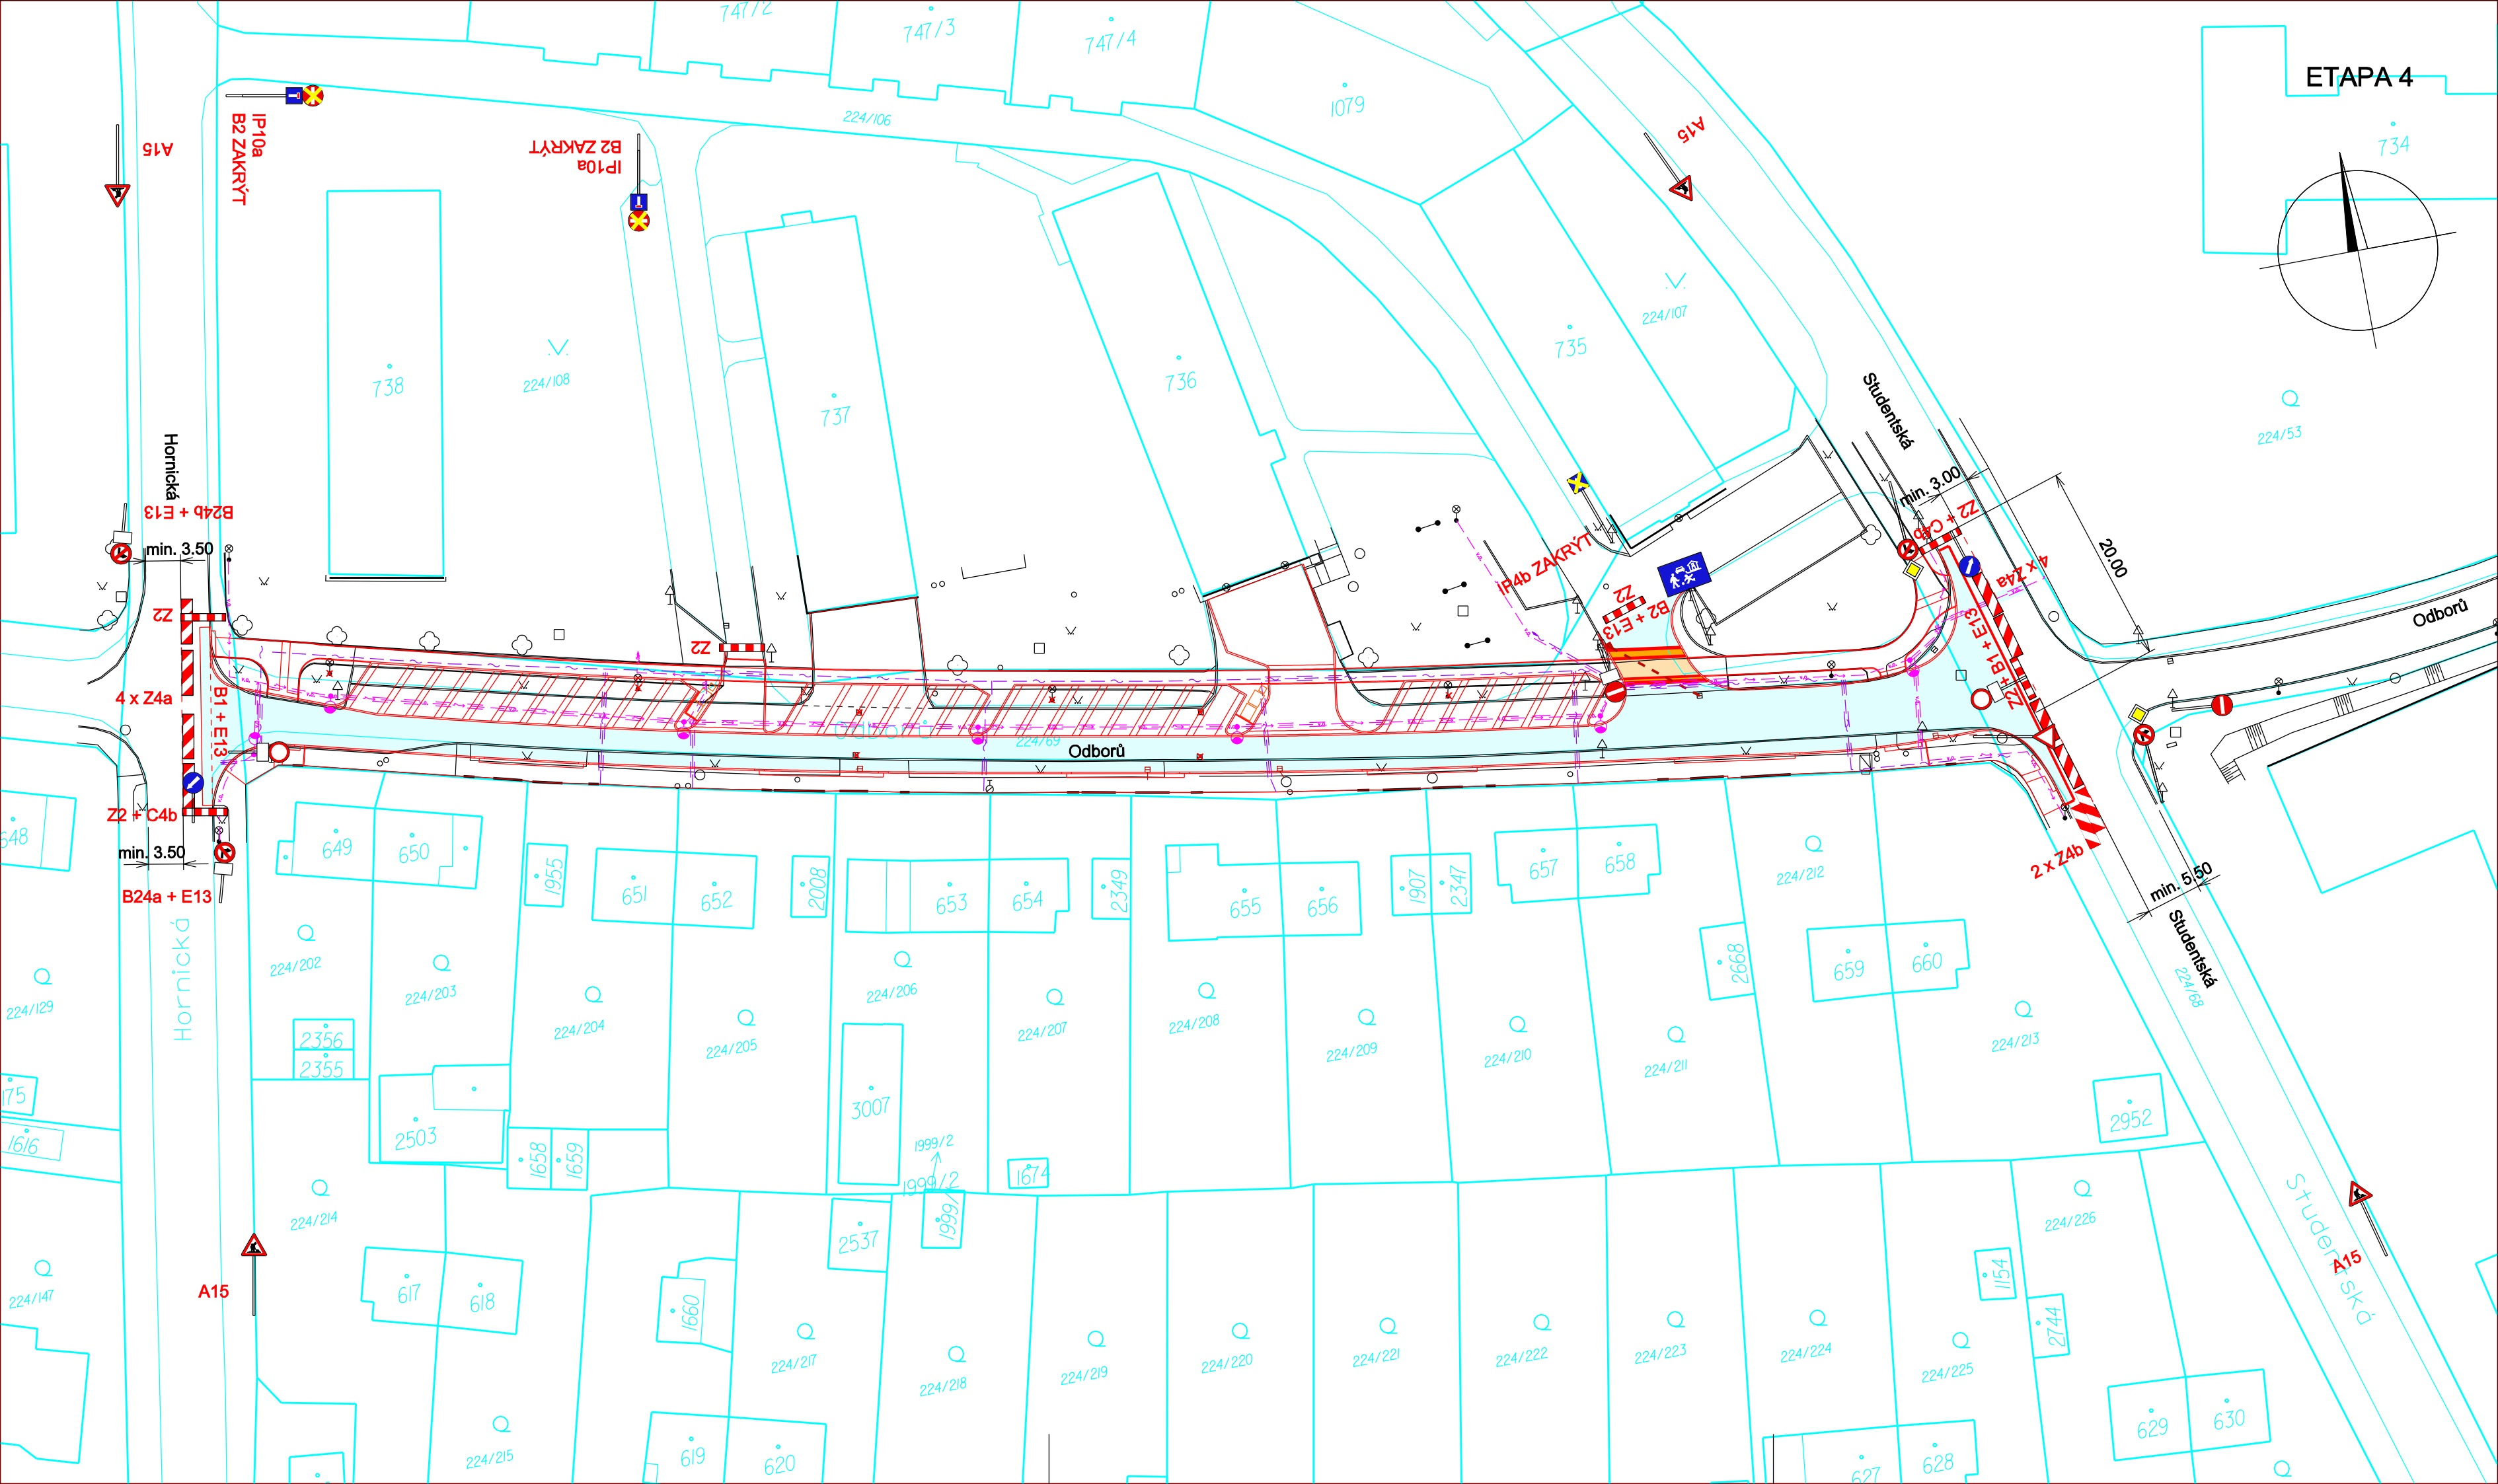 ETAPA 4
747/2
747/3
747/4
1079
224/106
734
A15
IP10a
B2 ZAKRÝT
IP10a
B2 ZAKRÝT
A15
738
224/108
737
736
735
224/107
224/53
Hornická
Studentská
B24b + E13
min. 3.50
min. 3.00
Z2 + C4b
20.00
4 x Z4a
IP4b ZAKRÝT
Z2
B2 + E13
Z2
Z2
Odborů
4 x Z4a
B1 + E13
Z2 + B1 + E13
224/69
Odborů
Z2 + C4b
min. 3.50
B24a + E13
2 x Z4b
min. 5.50
Studentská
224/68
648
649
650
1955
651
652
2008
653
654
2349
655
656
1907
2347
657
658
224/212
2668
659
660
Hornická
224/129
224/202
224/203
224/204
224/205
224/206
224/207
224/208
224/209
224/210
224/211
224/213
2356
2355
175
1616
2503
1658
1659
3007
1999/2
1999/2
1999/
1674
2952
Studentská
224/214
224/226
2537
A15
A15
224/147
617
618
1660
1154
2744
224/217
224/218
224/219
224/220
224/221
224/222
224/223
224/224
224/225
224/215
619
620
627
628
629
630